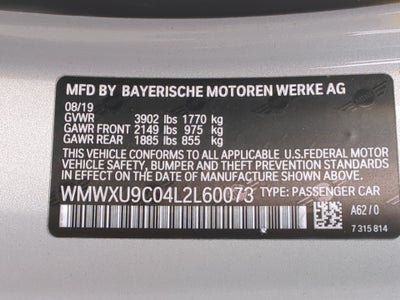 MFD BY BAYERISCHE MOTOREN WERKE AG
08/19
GVWR 3902 lbs 1770 kg
GAWR FRONT 2149 lbs 975 kg
GAWR REAR 1885 lbs 855 kg
THIS VEHICLE CONFORMS TO ALL APPLICABLE U.S.FEDERAL MOTOR
VEHICLE SAFETY, BUMPER AND THEFT PREVENTION STANDARDS
IN EFFECT ON THE DATE OF MANUFACTURE SHOWN ABOVE.
WMWXU9C04L2L60073 TYPE: PASSENGER CAR
A62/0
7 315 814